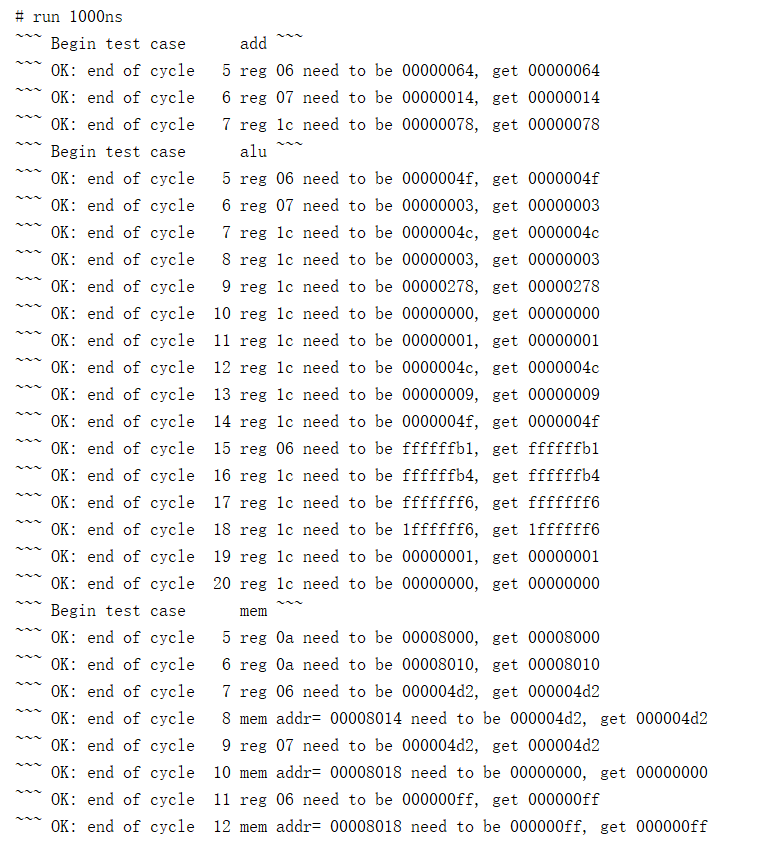 # run 1000ns
~~~ Begin test case      add ~~~
~~~ OK: end of cycle   5 reg 06 need to be 00000064, get 00000064
~~~ OK: end of cycle   6 reg 07 need to be 00000014, get 00000014
~~~ OK: end of cycle   7 reg 1c need to be 00000078, get 00000078
~~~ Begin test case      alu ~~~
~~~ OK: end of cycle   5 reg 06 need to be 0000004f, get 0000004f
~~~ OK: end of cycle   6 reg 07 need to be 00000003, get 00000003
~~~ OK: end of cycle   7 reg 1c need to be 0000004c, get 0000004c
~~~ OK: end of cycle   8 reg 1c need to be 00000003, get 00000003
~~~ OK: end of cycle   9 reg 1c need to be 00000278, get 00000278
~~~ OK: end of cycle  10 reg 1c need to be 00000000, get 00000000
~~~ OK: end of cycle  11 reg 1c need to be 00000001, get 00000001
~~~ OK: end of cycle  12 reg 1c need to be 0000004c, get 0000004c
~~~ OK: end of cycle  13 reg 1c need to be 00000009, get 00000009
~~~ OK: end of cycle  14 reg 1c need to be 0000004f, get 0000004f
~~~ OK: end of cycle  15 reg 06 need to be ffffffb1, get ffffffb1
~~~ OK: end of cycle  16 reg 1c need to be ffffffb4, get ffffffb4
~~~ OK: end of cycle  17 reg 1c need to be fffffff6, get fffffff6
~~~ OK: end of cycle  18 reg 1c need to be 1ffffff6, get 1ffffff6
~~~ OK: end of cycle  19 reg 1c need to be 00000001, get 00000001
~~~ OK: end of cycle  20 reg 1c need to be 00000000, get 00000000
~~~ Begin test case      mem ~~~
~~~ OK: end of cycle   5 reg 0a need to be 00008000, get 00008000
~~~ OK: end of cycle   6 reg 0a need to be 00008010, get 00008010
~~~ OK: end of cycle   7 reg 06 need to be 000004d2, get 000004d2
~~~ OK: end of cycle   8 mem addr= 00008014 need to be 000004d2, get 000004d2
~~~ OK: end of cycle   9 reg 07 need to be 000004d2, get 000004d2
~~~ OK: end of cycle  10 mem addr= 00008018 need to be 00000000, get 00000000
~~~ OK: end of cycle  11 reg 06 need to be 000000ff, get 000000ff
~~~ OK: end of cycle  12 mem addr= 00008018 need to be 000000ff, get 000000ff